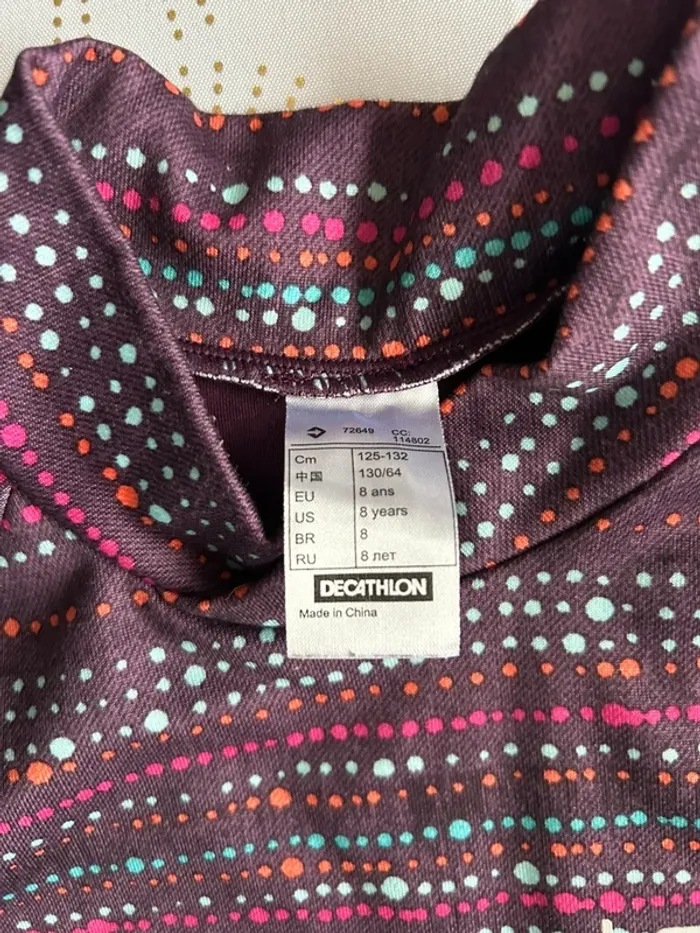 72649 CC:
114802
Cm 125-132
中国 130/64
EU 8 ans
US 8 years
BR 8
RU 8 лет
DECATHLON
Made in China